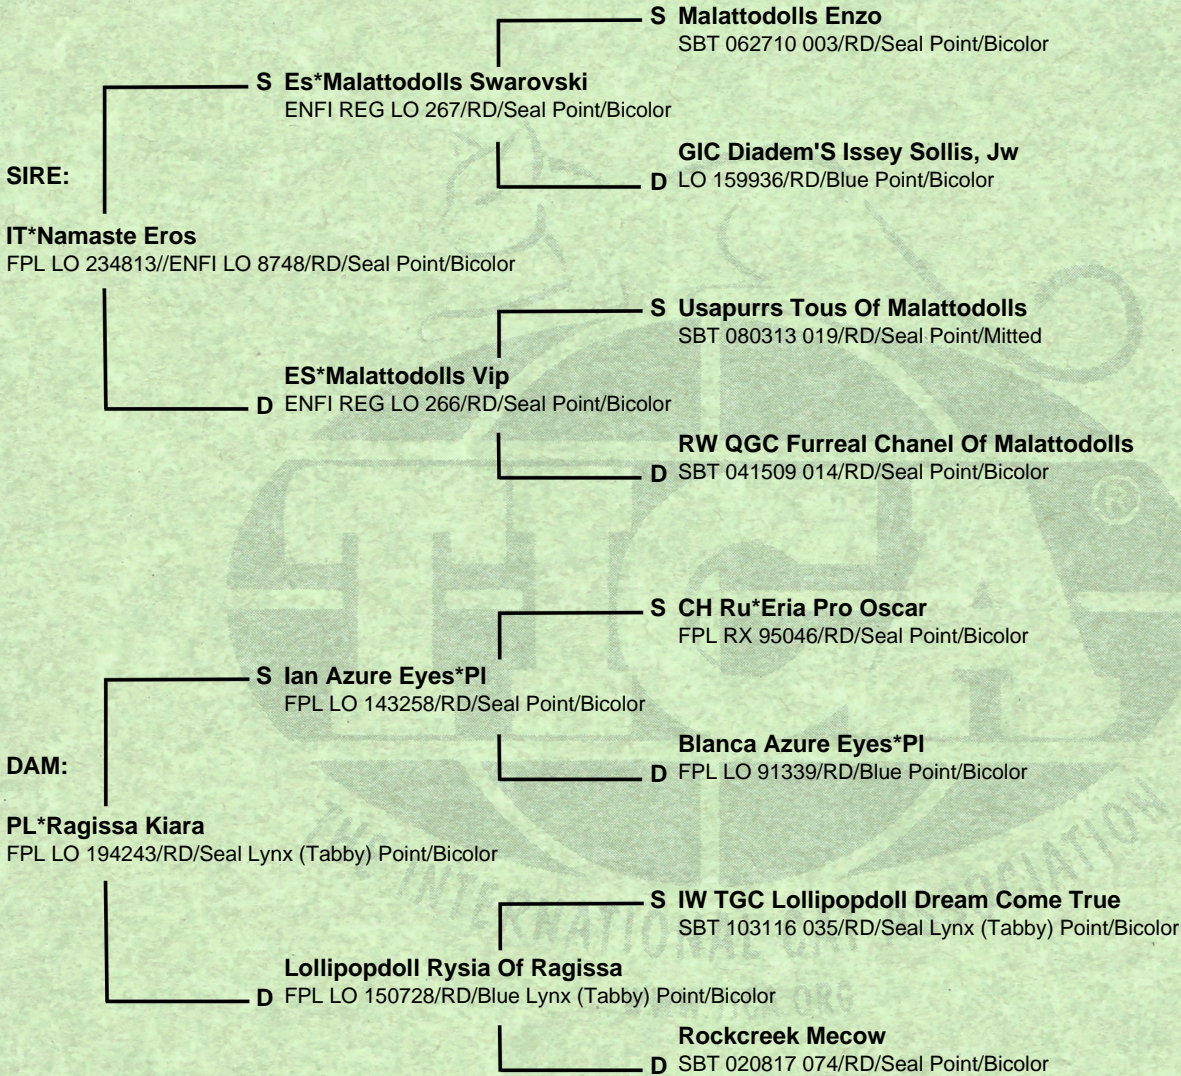 S Malattodolls Enzo
SBT 062710 003/RD/Seal Point/Bicolor
S Es*Malattodolls Swarovski
ENFI REG LO 267/RD/Seal Point/Bicolor
GIC Diadem'S Issey Sollis, Jw
D LO 159936/RD/Blue Point/Bicolor
SIRE:
IT*Namaste Eros
FPL LO 234813//ENFI LO 8748/RD/Seal Point/Bicolor
S Usapurrs Tous Of Malattodolls
SBT 080313 019/RD/Seal Point/Mitted
ES*Malattodolls Vip
D ENFI REG LO 266/RD/Seal Point/Bicolor
RW QGC Furreal Chanel Of Malattodolls
D SBT 041509 014/RD/Seal Point/Bicolor
S CH Ru*Eria Pro Oscar
FPL RX 95046/RD/Seal Point/Bicolor
S Ian Azure Eyes*Pl
FPL LO 143258/RD/Seal Point/Bicolor
Blanca Azure Eyes*Pl
D FPL LO 91339/RD/Blue Point/Bicolor
DAM:
PL*Ragissa Kiara
FPL LO 194243/RD/Seal Lynx (Tabby) Point/Bicolor
S IW TGC Lollipopdoll Dream Come True
SBT 103116 035/RD/Seal Lynx (Tabby) Point/Bicolor
Lollipopdoll Rysia Of Ragissa
D FPL LO 150728/RD/Blue Lynx (Tabby) Point/Bicolor
Rockcreek Mecow
D SBT 020817 074/RD/Seal Point/Bicolor
TICA
®
THE INTERNATIONAL CAT ASSOCIATION